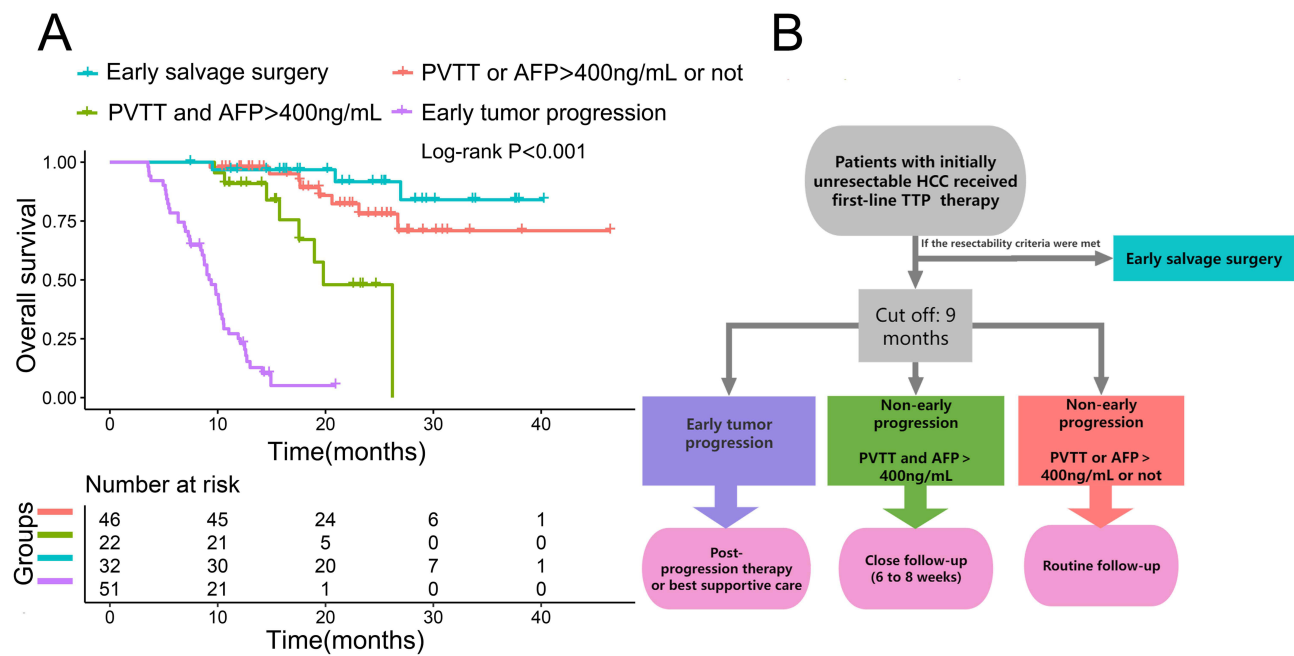 A
Early salvage surgery
PVTT or AFP>400ng/mL or not
PVTT and AFP>400ng/mL
Early tumor progression
Log-rank P<0.001
Overall survival
1.00
0.75
0.50
0.25
0.00
0 10 20 30 40
Time(months)
Number at risk
Groups
46 45 24 6 1
22 21 5 0 0
32 30 20 7 1
51 21 1 0 0
0 10 20 30 40
Time(months)
B
Patients with initially
unresectable HCC received
first-line TTP therapy
If the resectability criteria were met
Early salvage surgery
Cut off: 9
months
Early tumor
progression
Non-early
progression
PVTT and AFP >
400ng/mL
Non-early
progression
PVTT or AFP >
400ng/mL or not
Post-
progression therapy
or best supportive care
Close follow-up
(6 to 8 weeks)
Routine follow-up